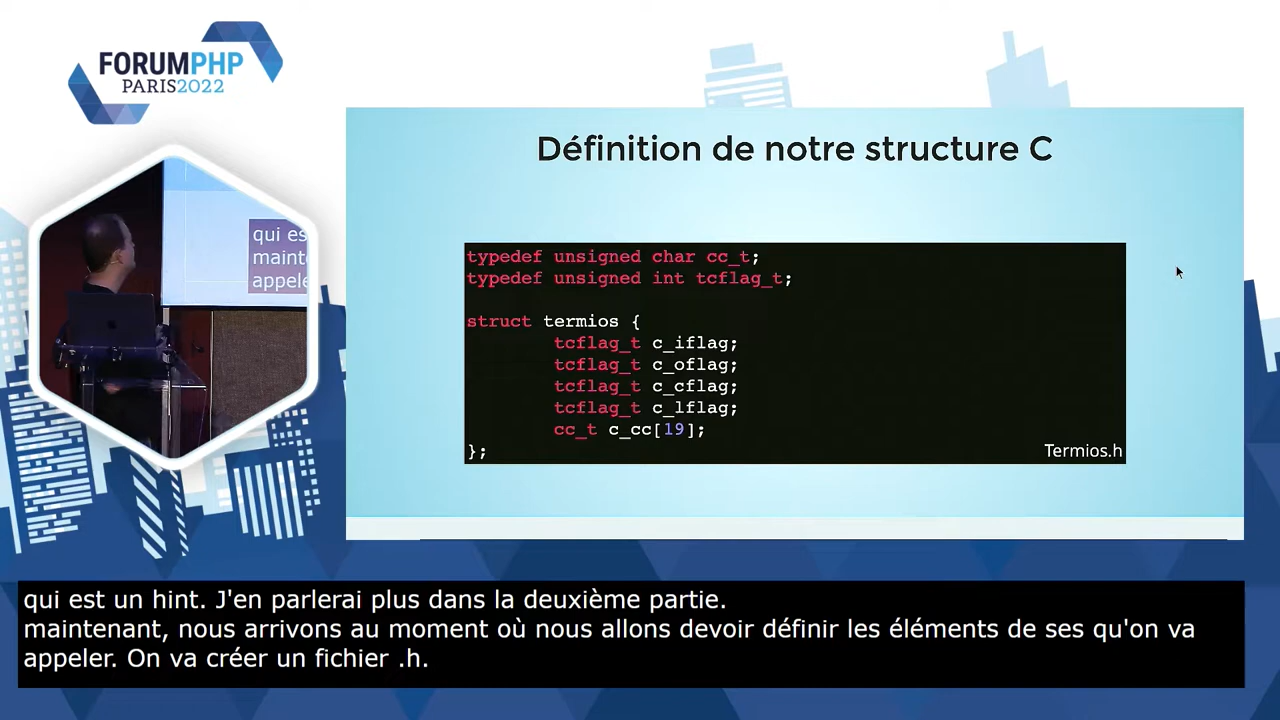 FORUMPHP
PARIS2022
qui es
mainte
appele
Définition de notre structure C
typedef unsigned char cc_t;
typedef unsigned int tcflag_t;
struct termios {
tcflag_t c_iflag;
tcflag_t c_oflag;
tcflag_t c_cflag;
tcflag_t c_lflag;
cc_t c_cc[19];
};
Termios.h
qui est un hint. J'en parlerai plus dans la deuxième partie.
maintenant, nous arrivons au moment où nous allons devoir définir les éléments de ses qu'on va
appeler. On va créer un fichier .h.